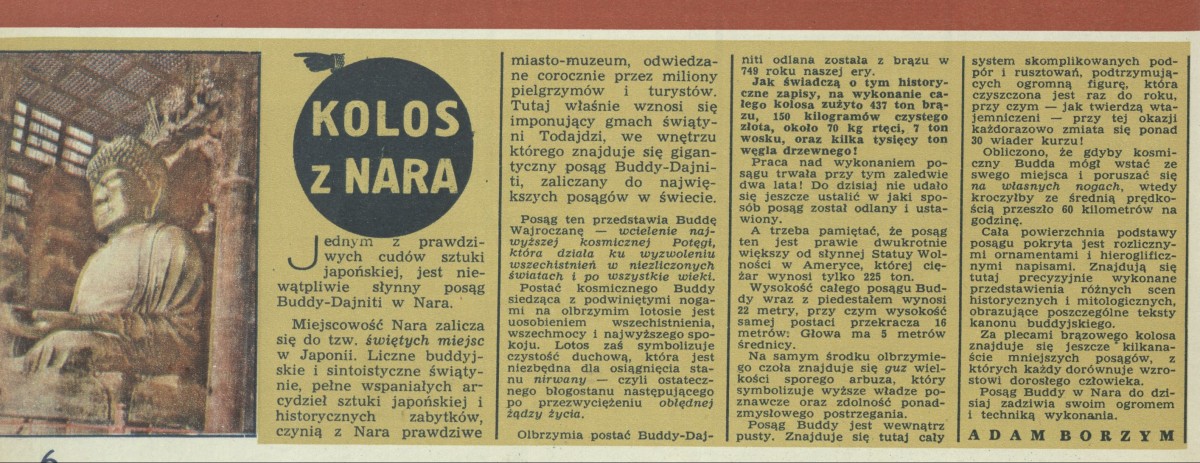 KOLOS
z NARA
Jednym z prawdzi-
wych cudów sztuki
japońskiej, jest nie-
wątpliwie słynny posąg
Buddy-Dajniti w Nara.
Miejscowość Nara zalicza
się do tzw. świętych miejsc
w Japonii. Liczne buddyj-
skie i sintoistyczne świąty-
nie, pełne wspaniałych ar-
cydzieł sztuki japońskiej i
historycznych zabytków,
czynią z Nara prawdziwe
miasto-muzeum, odwiedza-
ne corocznie przez miliony
pielgrzymów i turystów.
Tutaj właśnie wznosi się
imponujący gmach świąty-
ni Todajdzi, we wnętrzu
którego znajduje się gigan-
tyczny posąg Buddy-Dajni-
ti, zaliczany do najwię-
kszych posągów w świecie.
Posąg ten przedstawia Buddę
Wajroczanę — wcielenie naj-
wyższej kosmicznej Potęgi,
która działa ku wyzwoleniu
wszechistnień w niezliczonych
światach i po wszystkie wieki.
Postać kosmicznego Buddy
siedząca z podwiniętymi noga-
mi na olbrzimim lotosie jest
uosobieniem wszechistnienia,
wszechmocy i najwyższego spo-
koju. Lotos zaś symbolizuje
czystość duchową, która jest
niezbędna dla osiągnięcia sta-
nu nirwany — czyli ostatecz-
nego błogostanu następującego
po przezwyciężeniu obłędnej
żądzy życia.
Olbrzymia postać Buddy-Daj-
niti odlana została z brązu w
749 roku naszej ery.
Jak świadczą o tym history-
czne zapisy, na wykonanie ca-
łego kolosa zużyto 437 ton brą-
zu, 150 kilogramów czystego
złota, około 70 kg rtęci, 7 ton
wosku, oraz kilka tysięcy ton
węgla drzewnego!
Praca nad wykonaniem po-
sągu trwała przy tym zaledwie
dwa lata! Do dzisiaj nie udało
się jeszcze ustalić w jaki spo-
sób posąg został odlany i usta-
wiony.
A trzeba pamiętać, że posąg
ten jest prawie dwukrotnie
większy od słynnej Statuy Wol-
ności w Ameryce, której cię-
żar wynosi tylko 225 ton.
Wysokość całego posągu Bud-
dy wraz z piedestałem wynosi
22 metry, przy czym wysokość
samej postaci przekracza 16
metrów: Głowa ma 5 metrów
średnicy.
Na samym środku olbrzymie-
go czoła znajduje się guz wiel-
kości sporego arbuza, który
symbolizuje wyższe władze po-
znawcze oraz zdolność ponad-
zmysłowego postrzegania.
Posąg Buddy jest wewnątrz
pusty. Znajduje się tutaj cały
system skomplikowanych pod-
pór i rusztowań, podtrzymują-
cych ogromną figurę, która
czyszczona jest raz do roku,
przy czym — jak twierdzą wta-
jemniczeni — przy tej okazji
każdorazowo zmiata się ponad
30 wiader kurzu!
Obliczono, że gdyby kosmi-
czny Budda mógł wstać ze
swego miejsca i poruszać się
na własnych nogach, wtedy
kroczyłby ze średnią prędko-
ścią przeszło 60 kilometrów na
godzinę.
Cała powierzchnia podstawy
posągu pokryta jest rozliczny-
mi ornamentami i hieroglificz-
nymi napisami. Znajdują się
tutaj precyzyjnie wykonane
przedstawienia różnych scen
historycznych i mitologicznych,
obrazujące poszczególne teksty
kanonu buddyjskiego.
Za plecami brązowego kolosa
znajduje się jeszcze kilkana-
ście mniejszych posągów, z
których każdy dorównuje wzro-
stowi dorosłego człowieka.
Posąg Buddy w Nara do dzi-
siaj zadziwia swoim ogromem
i techniką wykonania.
ADAM BORZYM
6